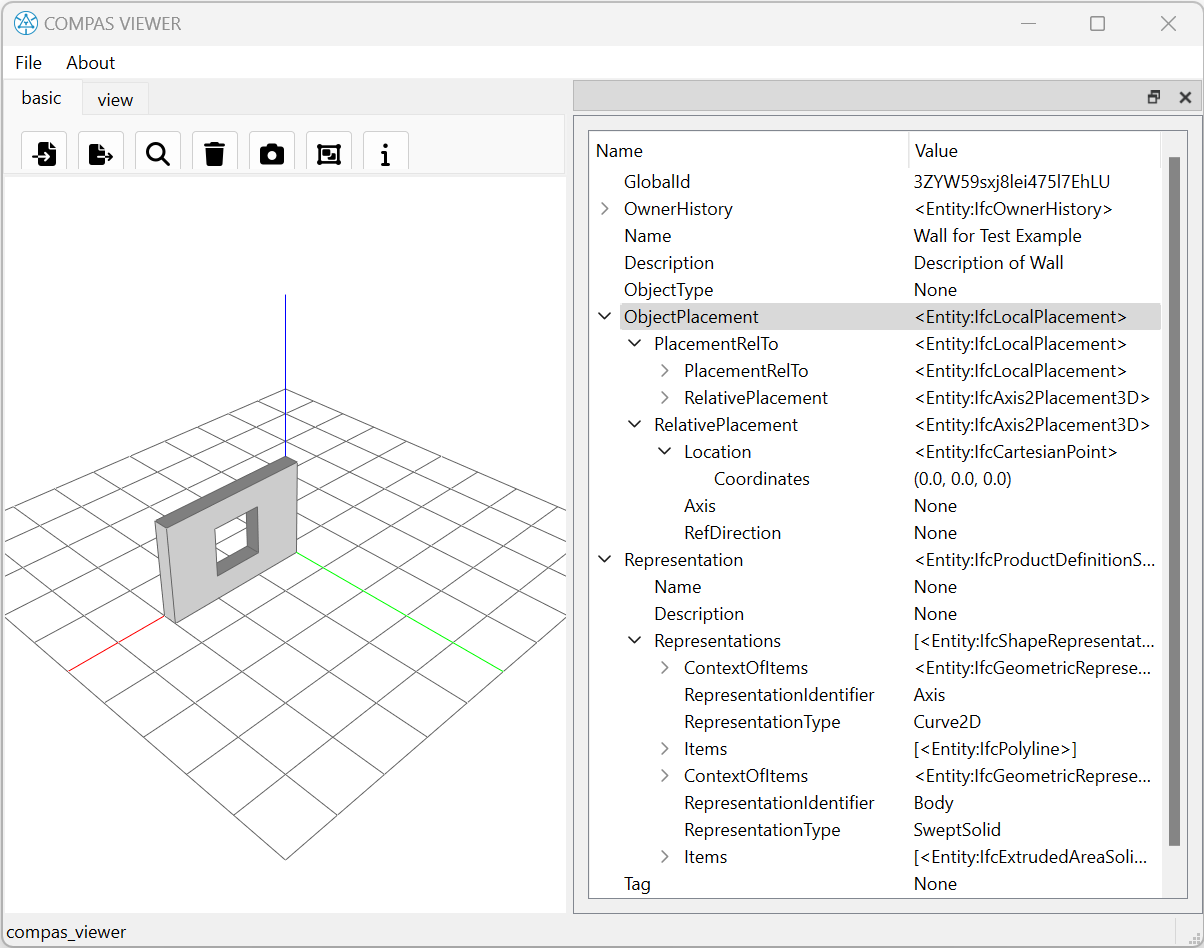 COMPAS VIEWER
File About
basic view
Name Value
GlobalId 3ZYW59sxj8lei475l7EhLU
OwnerHistory <Entity:IfcOwnerHistory>
Name Wall for Test Example
Description Description of Wall
ObjectType None
ObjectPlacement <Entity:IfcLocalPlacement>
PlacementRelTo <Entity:IfcLocalPlacement>
PlacementRelTo <Entity:IfcLocalPlacement>
RelativePlacement <Entity:IfcAxis2Placement3D>
RelativePlacement <Entity:IfcAxis2Placement3D>
Location <Entity:IfcCartesianPoint>
Coordinates (0.0, 0.0, 0.0)
Axis None
RefDirection None
Representation <Entity:IfcProductDefinitionS...
Name None
Description None
Representations [<Entity:IfcShapeRepresentat...
ContextOfItems <Entity:IfcGeometricReprese...
RepresentationIdentifier Axis
RepresentationType Curve2D
Items [<Entity:IfcPolyline>]
ContextOfItems <Entity:IfcGeometricReprese...
RepresentationIdentifier Body
RepresentationType SweptSolid
Items [<Entity:IfcExtrudedAreaSoli...
Tag None
compas_viewer